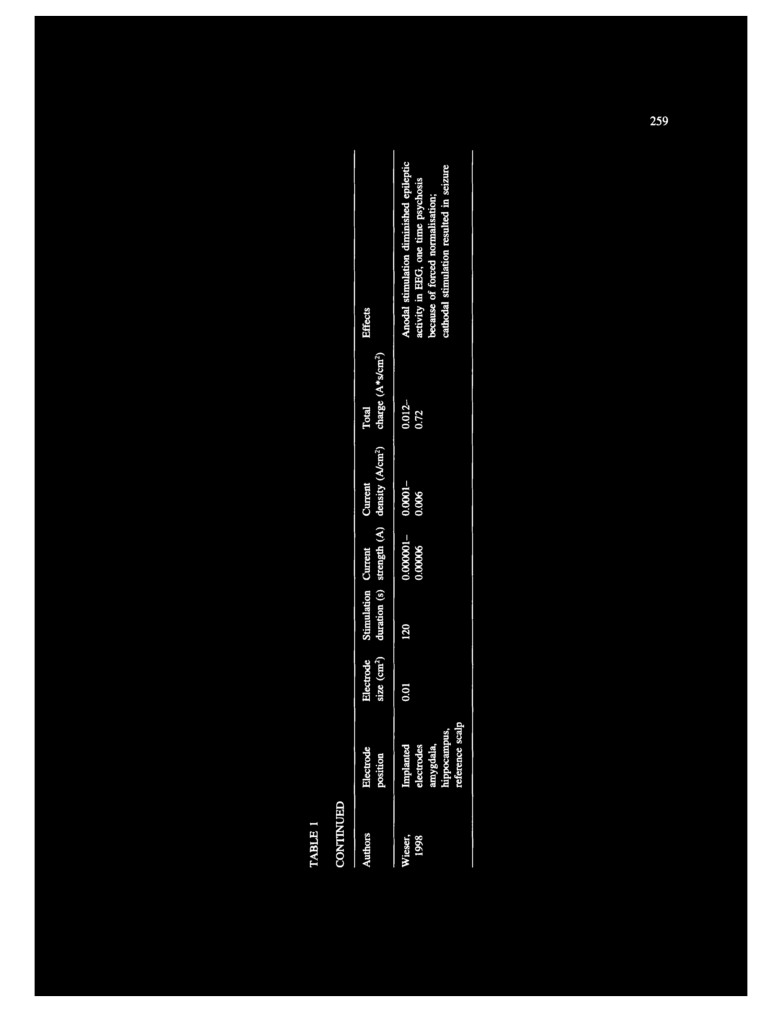 259
TABLE 1
CONTINUED
Authors Electrode position Electrode size (cm²) Stimulation duration (s) Current strength (A) Current density (A/cm²) Total charge (A*s/cm²) Effects
Wieser, 1998 Implanted electrodes amygdala, hippocampus, reference scalp 0.01 120 0.000001–0.00006 0.0001–0.006 0.012–0.72 Anodal stimulation diminished epileptic activity in EEG, one time psychosis because of forced normalisation; cathodal stimulation resulted in seizure